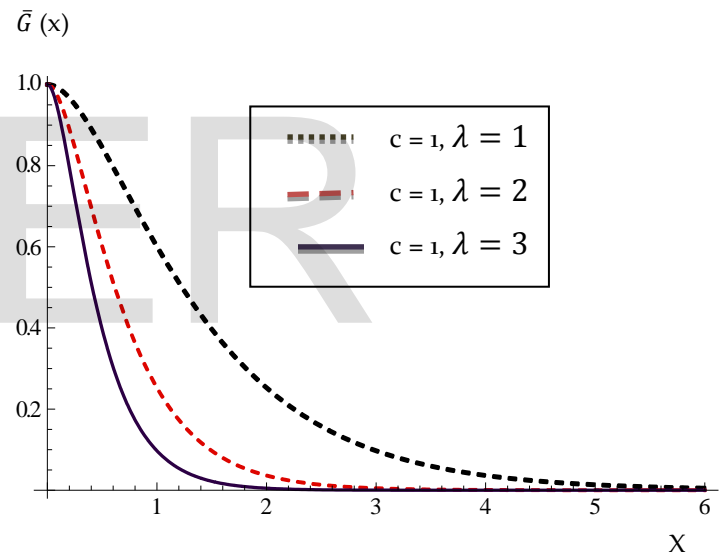 Ḡ (x)
1.0
ER
0.8
0.6
0.4
0.2
c = 1, λ = 1
c = 1, λ = 2
c = 1, λ = 3
1 2 3 4 5 6
X